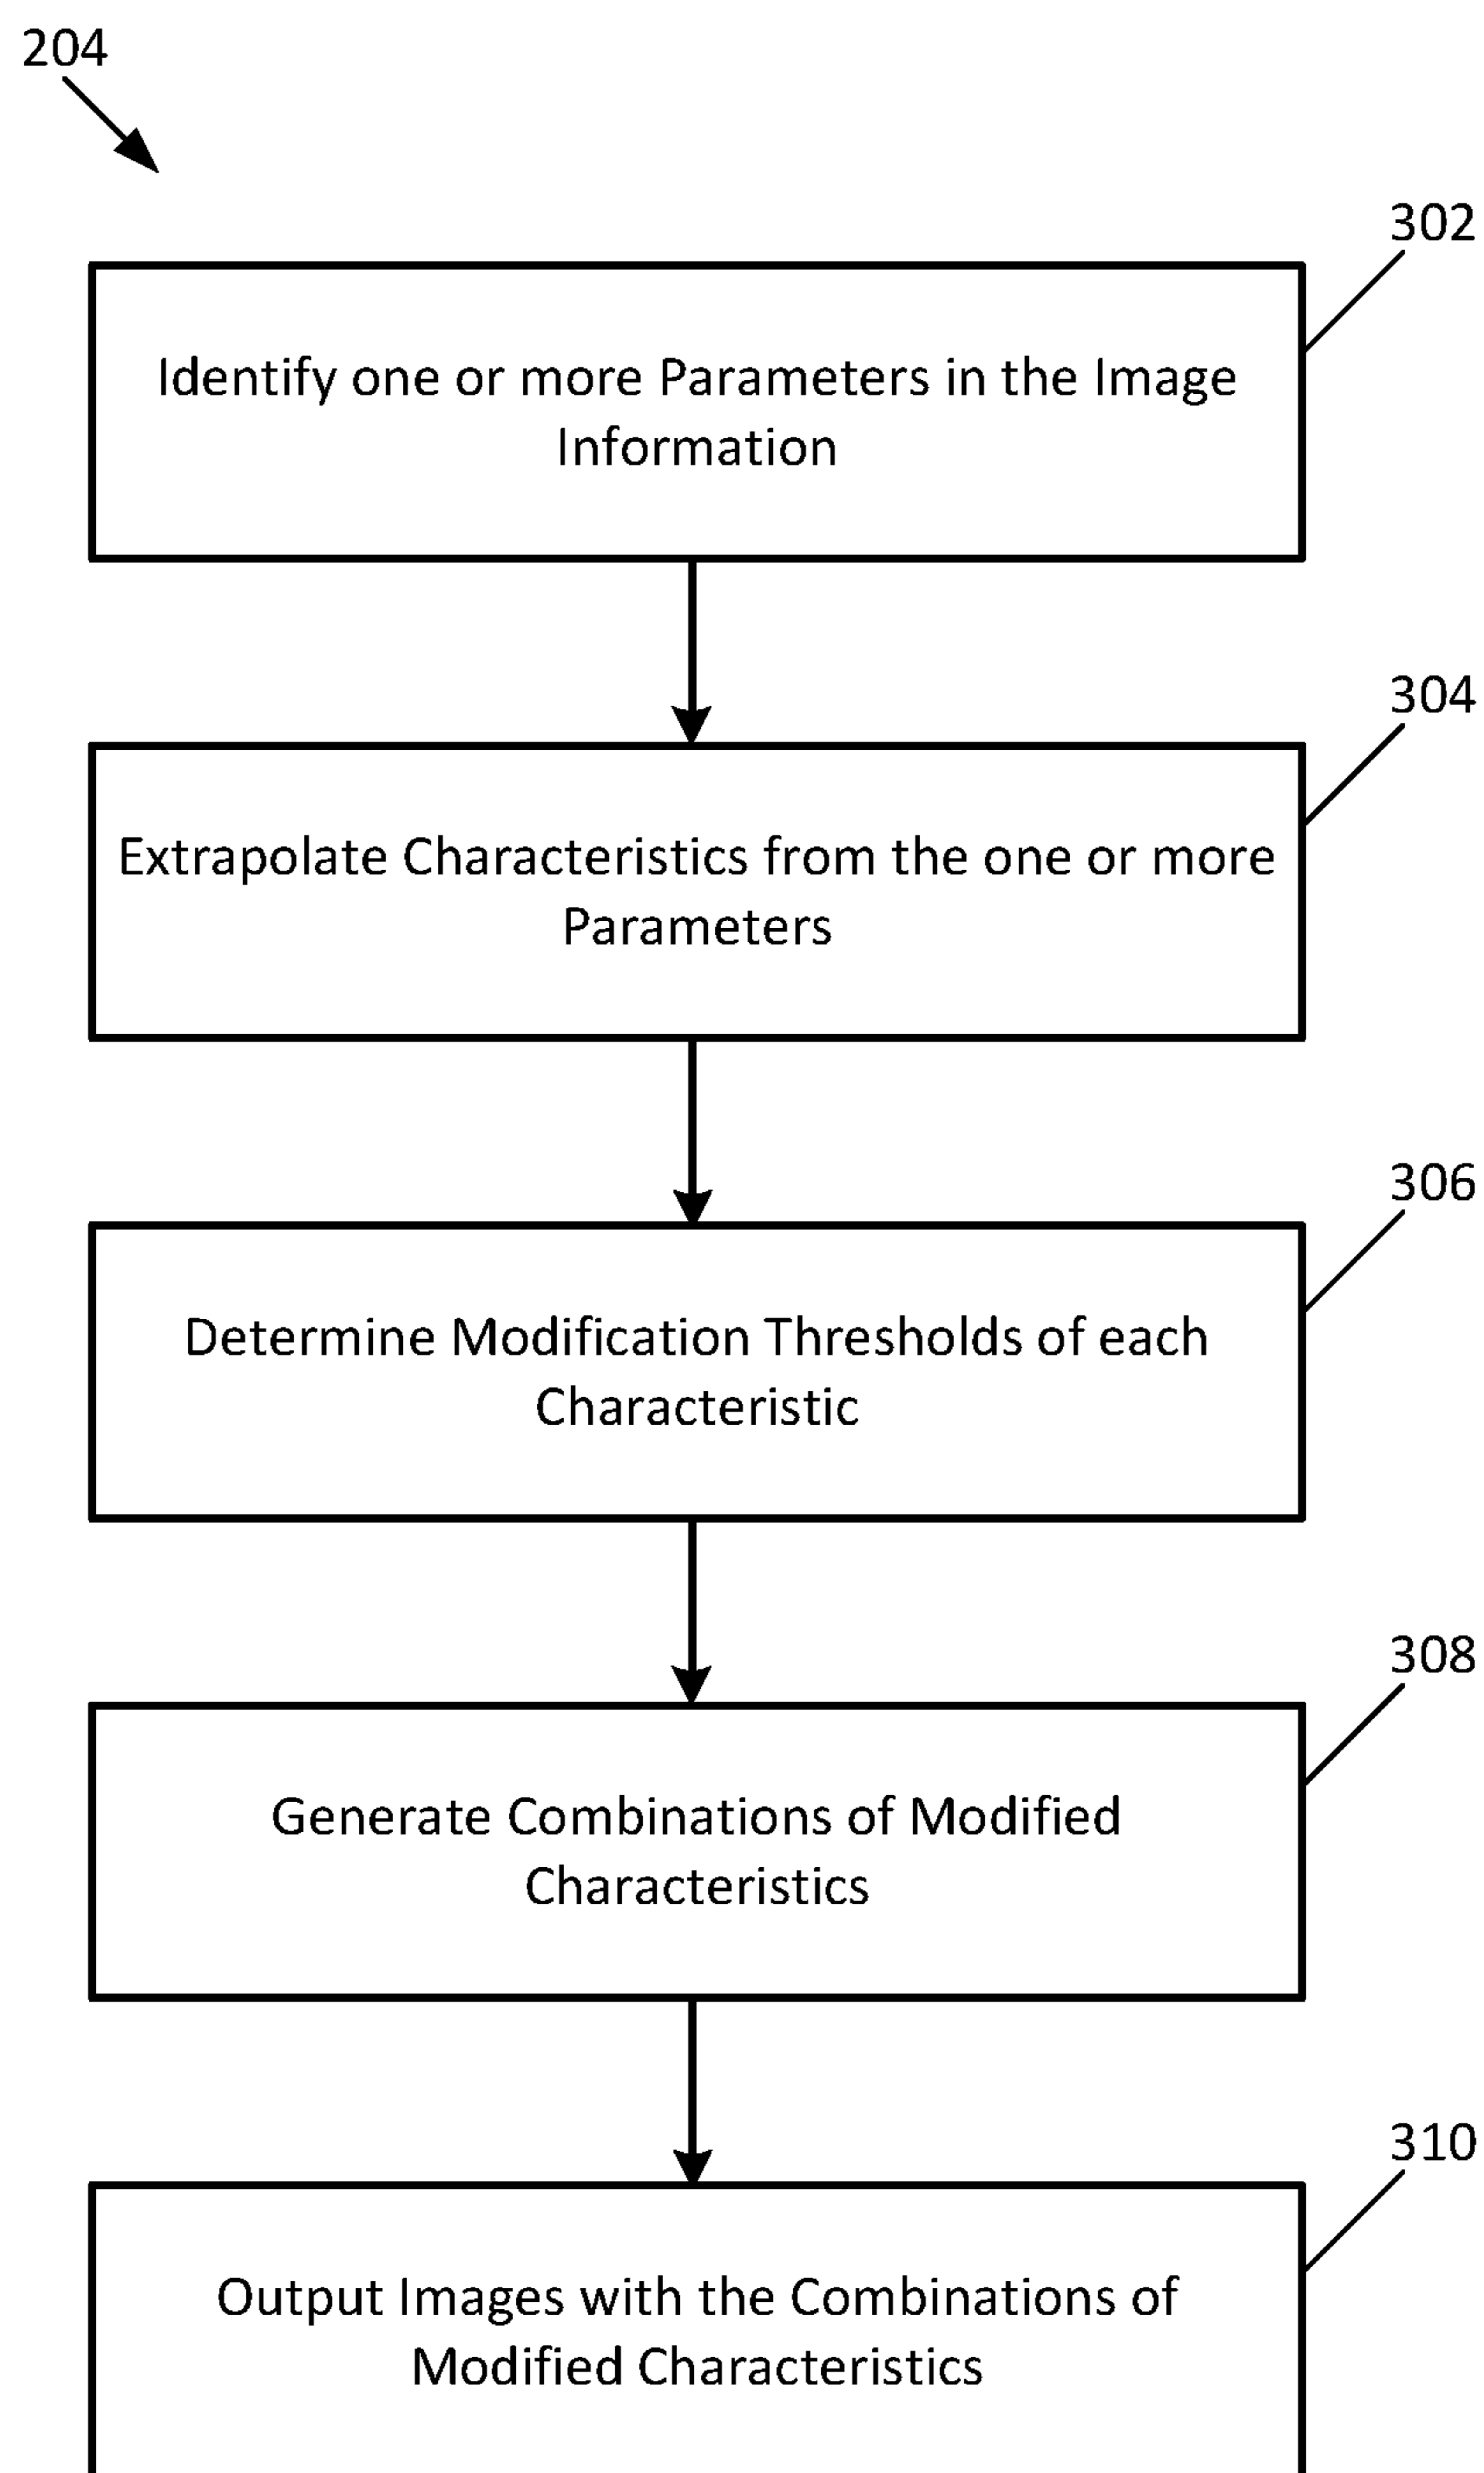 204
302
Identify one or more Parameters in the Image
Information
304
Extrapolate Characteristics from the one or more
Parameters
306
Determine Modification Thresholds of each
Characteristic
308
Generate Combinations of Modified
Characteristics
310
Output Images with the Combinations of
Modified Characteristics